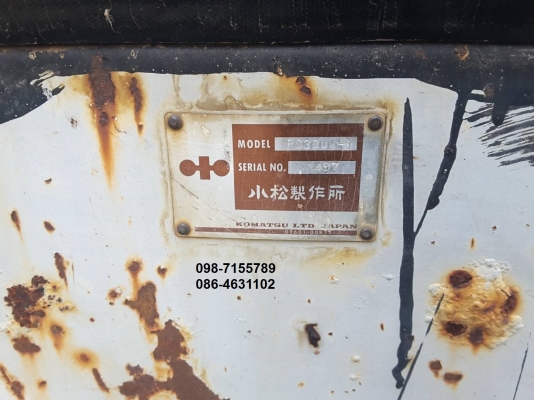 MODEL
SERIAL NO.
小松製作所
KOMATSU LTD. JAPAN
098-7155789
086-4631102